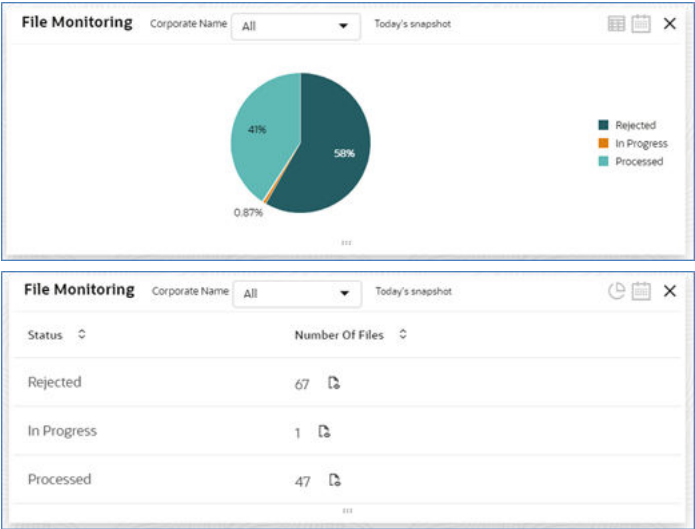 File Monitoring Corporate Name All Today's snapshot
41%
58%
0.87%
Rejected
In Progress
Processed
File Monitoring Corporate Name All Today's snapshot
Status Number Of Files
Rejected 67
In Progress 1
Processed 47